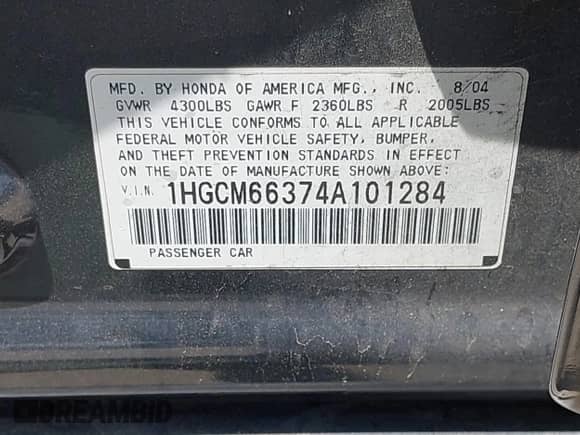 MFD. BY HONDA OF AMERICA MFG., INC. 8/04
GVWR 4300LBS GAWR F 2360LBS R 2005LBS
THIS VEHICLE CONFORMS TO ALL APPLICABLE
FEDERAL MOTOR VEHICLE SAFETY, BUMPER,
AND THEFT PREVENTION STANDARDS IN EFFECT
ON THE DATE OF MANUFACTURE SHOWN ABOVE:
V.I.N. 1HGCM66374A101284
PASSENGER CAR
DREAMBID